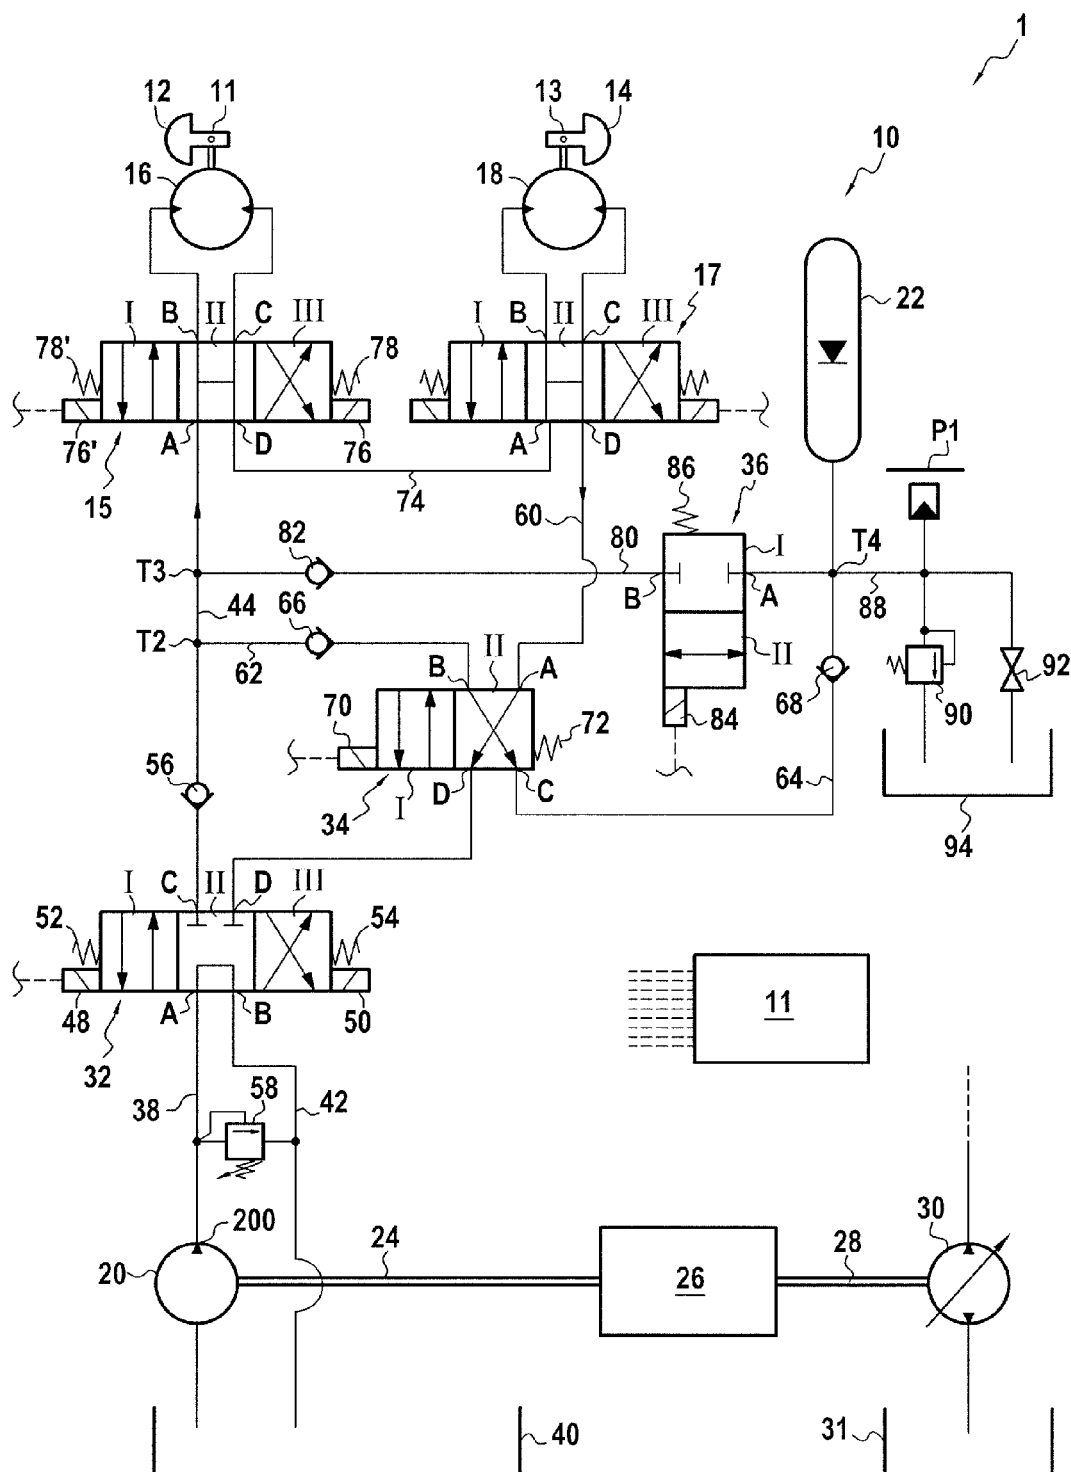 1
12 11 13 14
10
16 18
17
I B II C III
I B II C III
22
78' 78
76' A D 76
A D
15
74
P1
86 36
60
82 80 I T4
T3
B A 88
44 66
T2
62 II
B A
II
68 90 92
70 72 84
56
I D C 64
34
94
I C II D III
52 54
48 A B 50
11
32
58
38 42
200 30
24 28
20
26
40 31